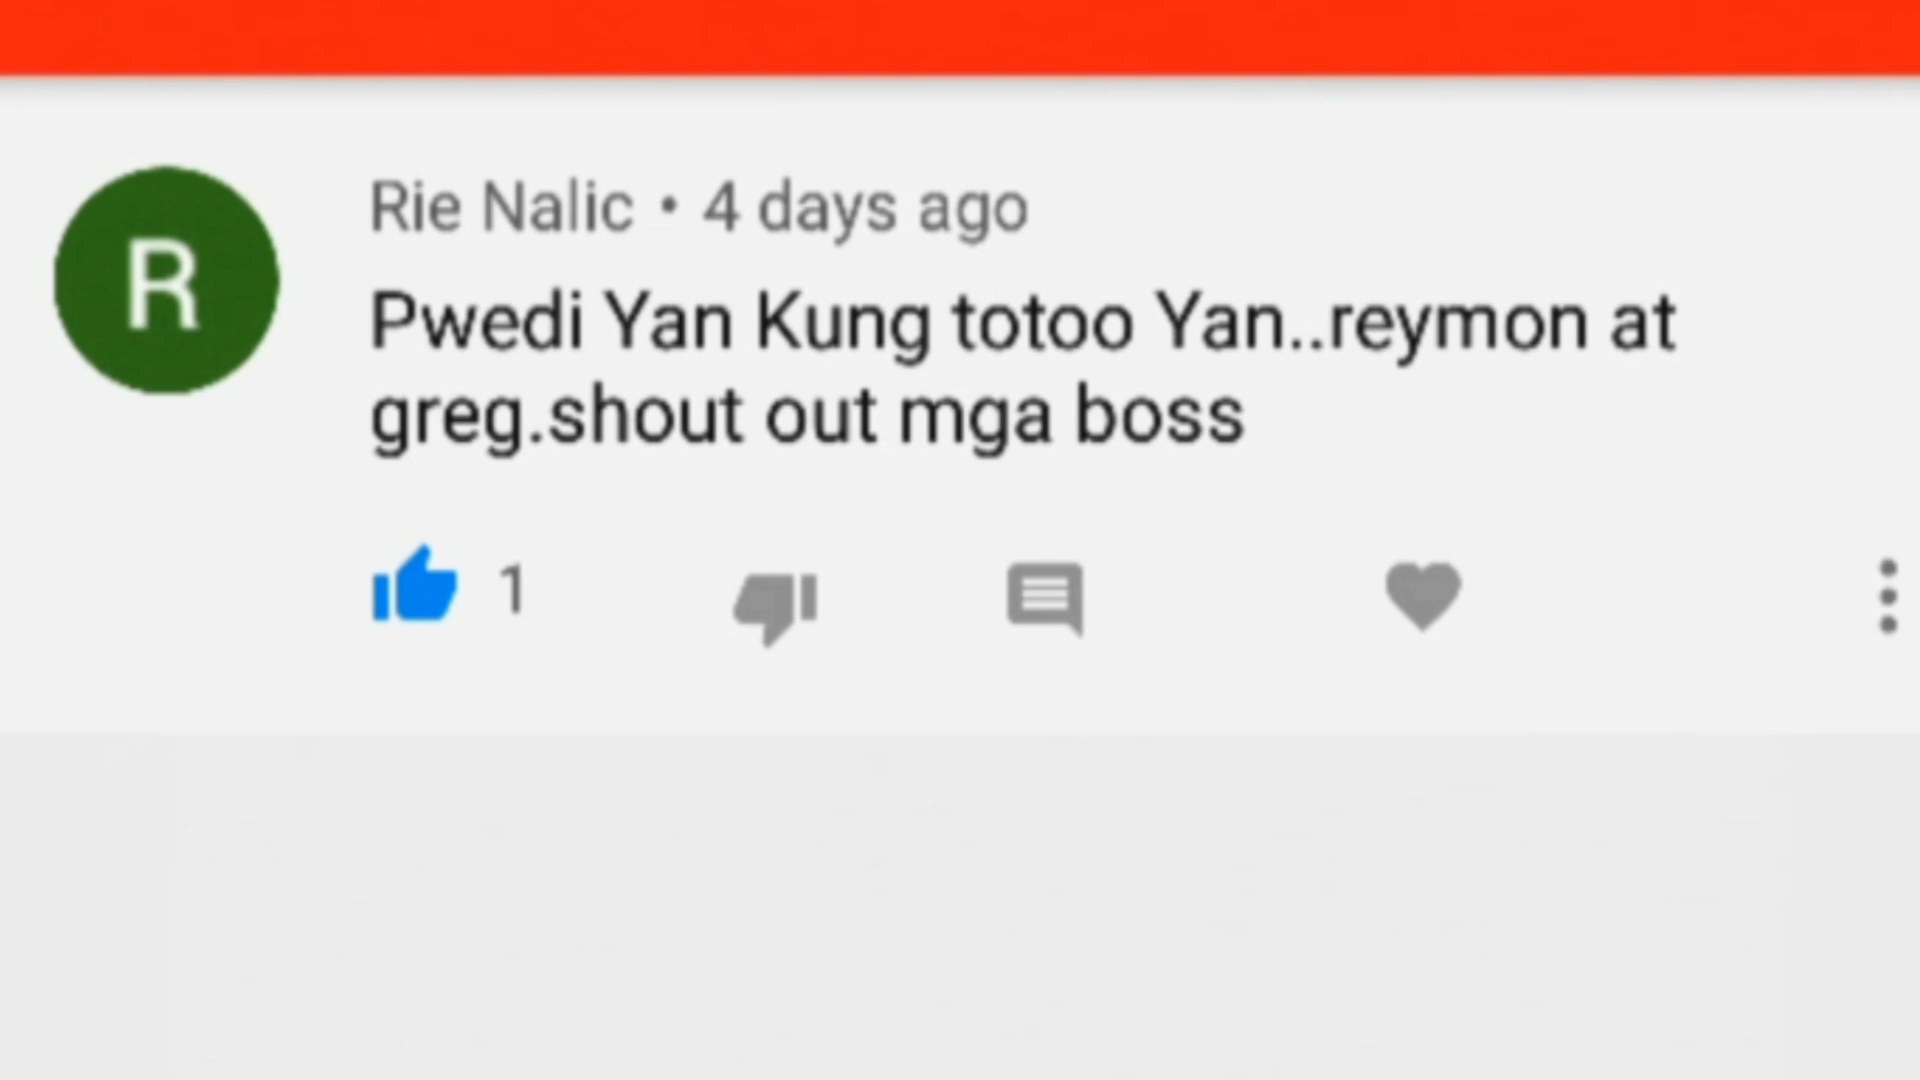 R
Rie Nalic • 4 days ago
Pwedi Yan Kung totoo Yan..reymon at
greg.shout out mga boss
1